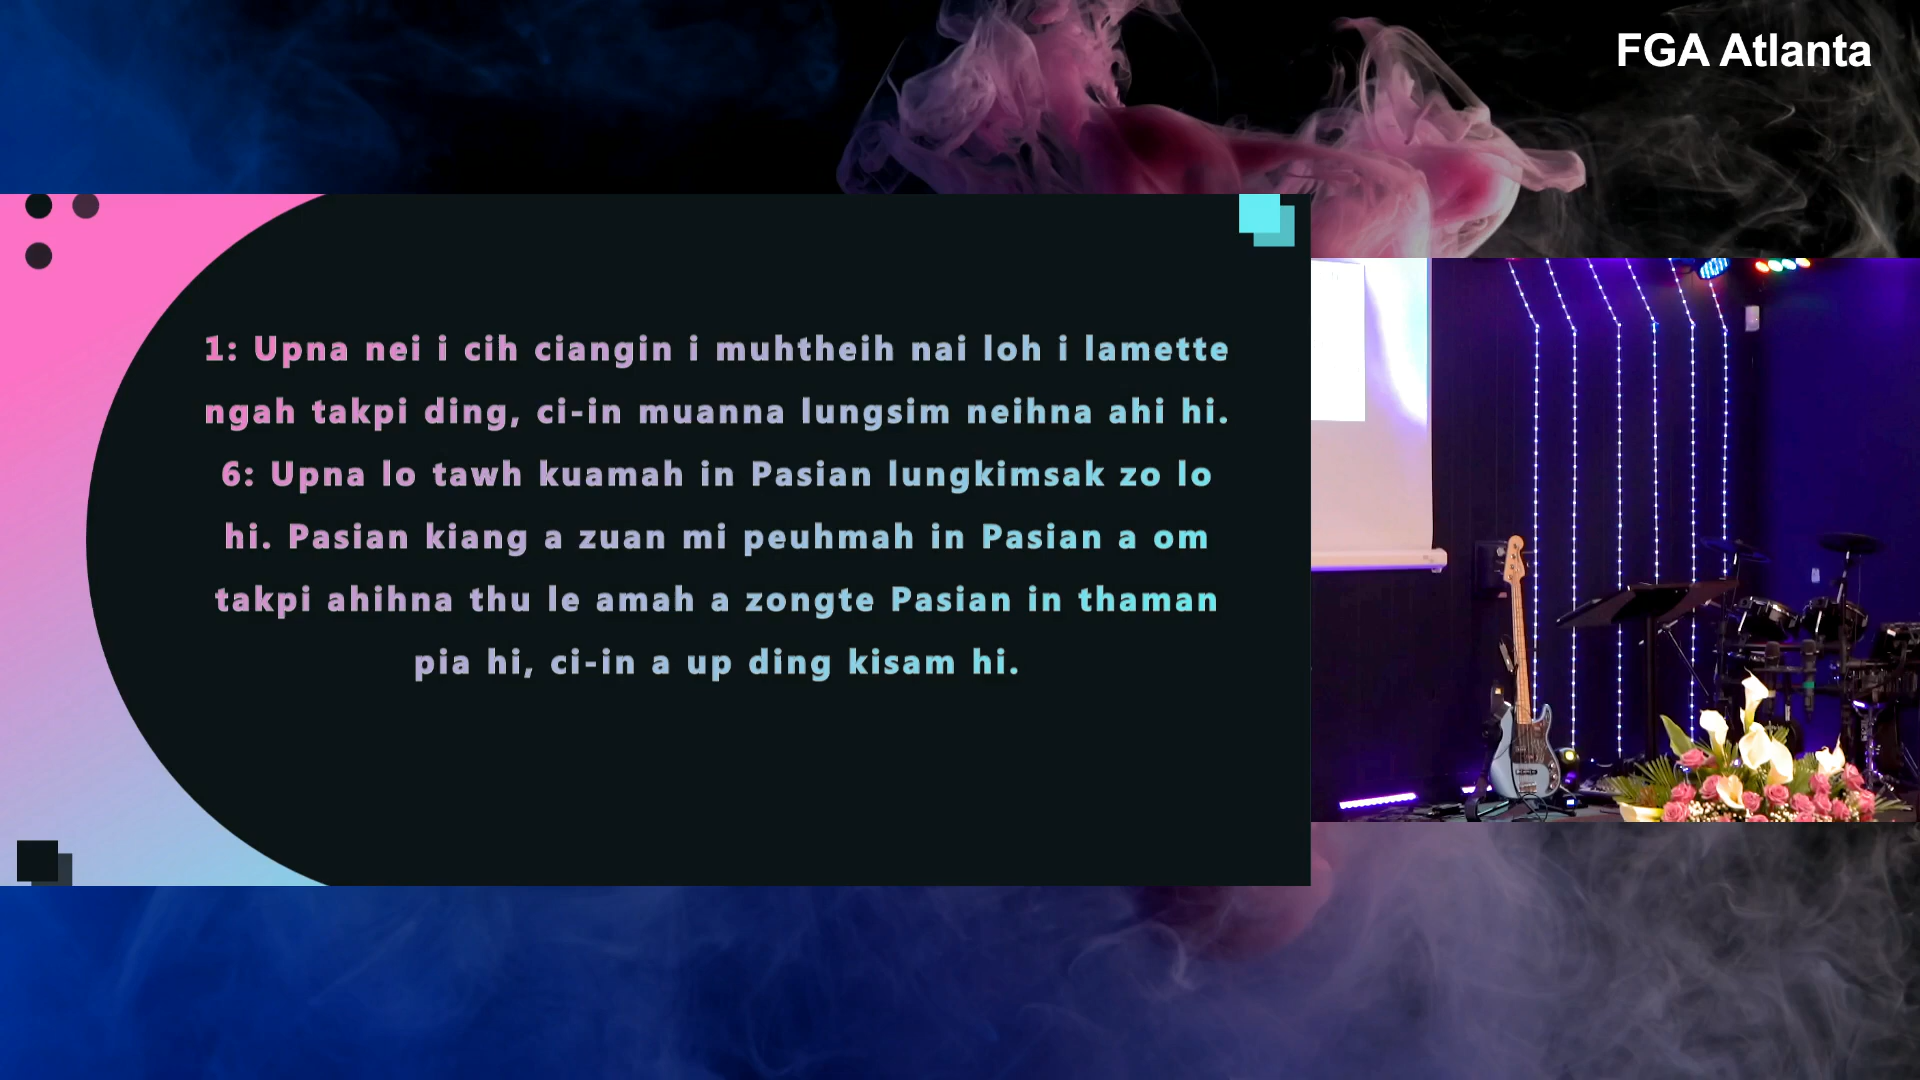 FGA Atlanta
1: Upna nei i cih ciangin i muhtheih nai loh i lamette
ngah takpi ding, ci-in muanna lungsim neihna ahi hi.
6: Upna lo tawh kuamah in Pasian lungkimsak zo lo
hi. Pasian kiang a zuan mi peuhmah in Pasian a om
takpi ahihna thu le amah a zongte Pasian in thaman
pia hi, ci-in a up ding kisam hi.